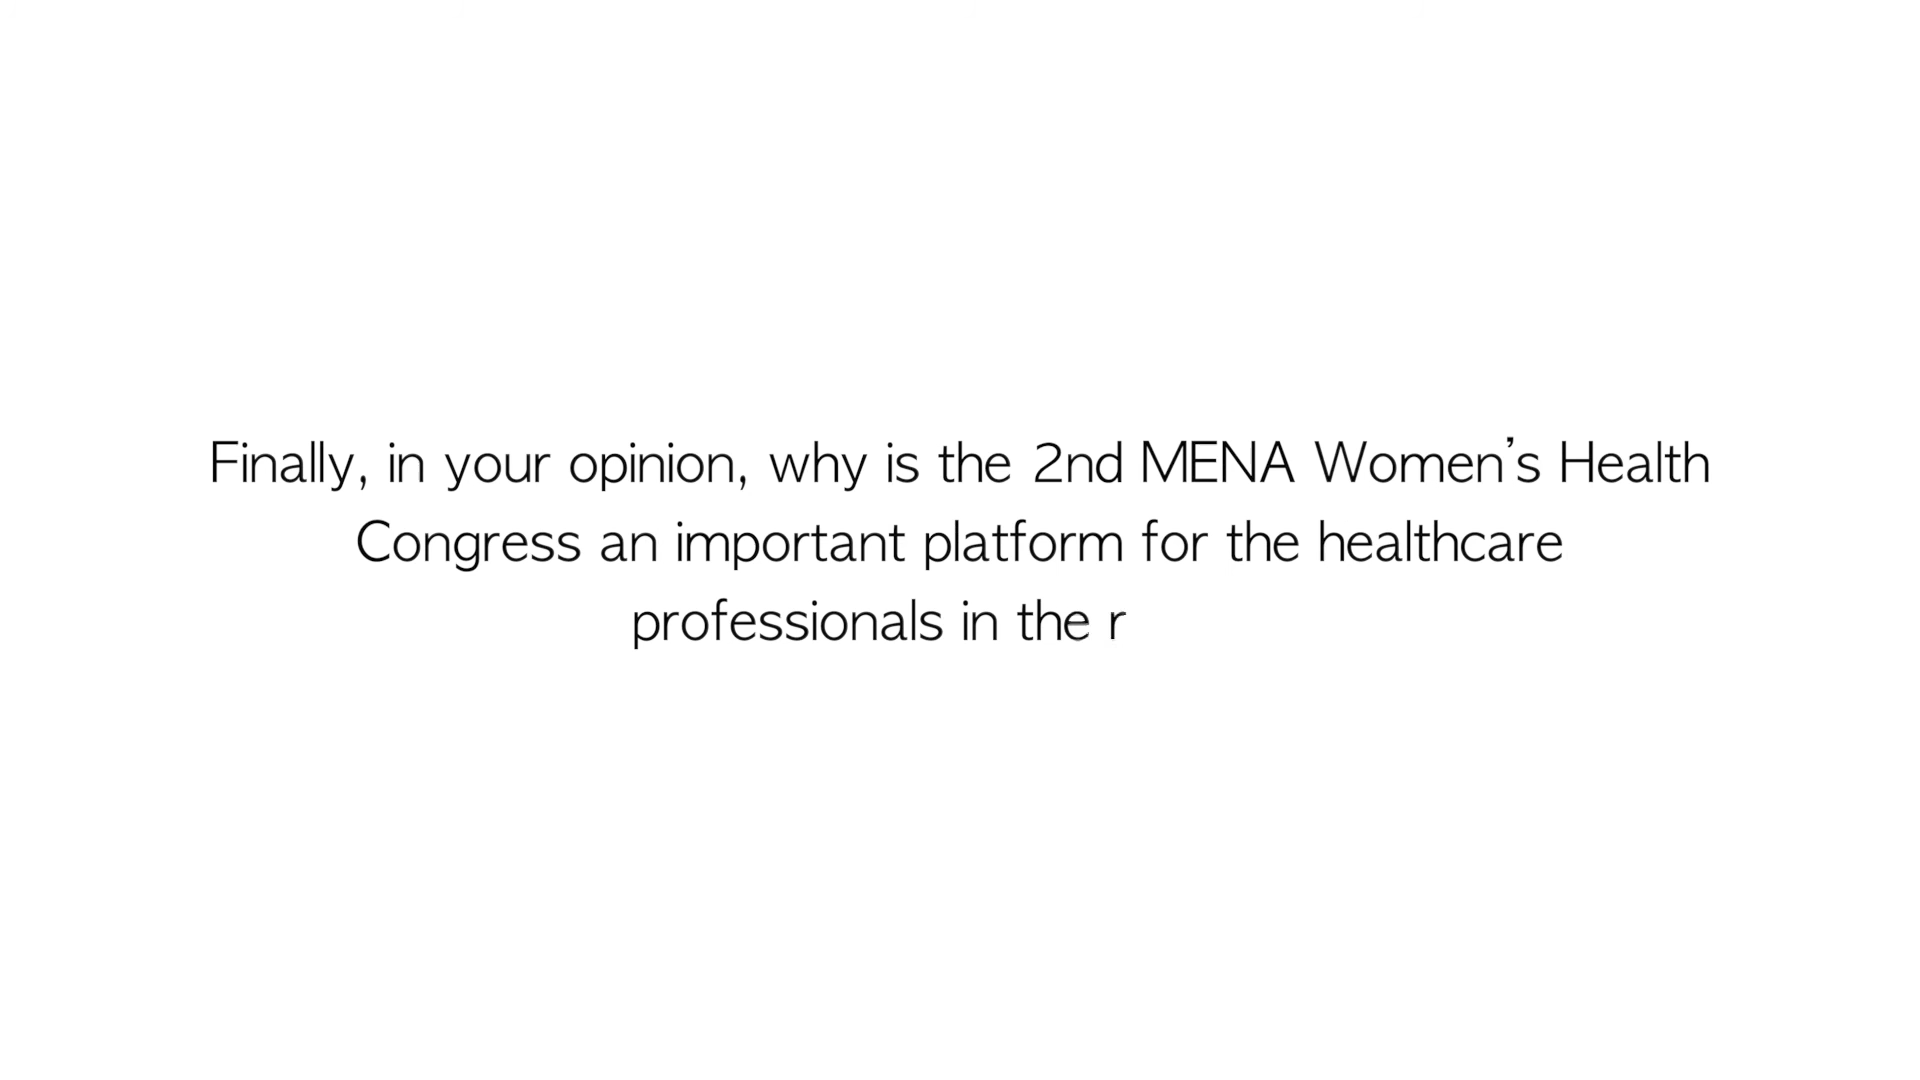 Finally, in your opinion, why is the 2nd MENA Women’s Health
Congress an important platform for the healthcare
professionals in the r